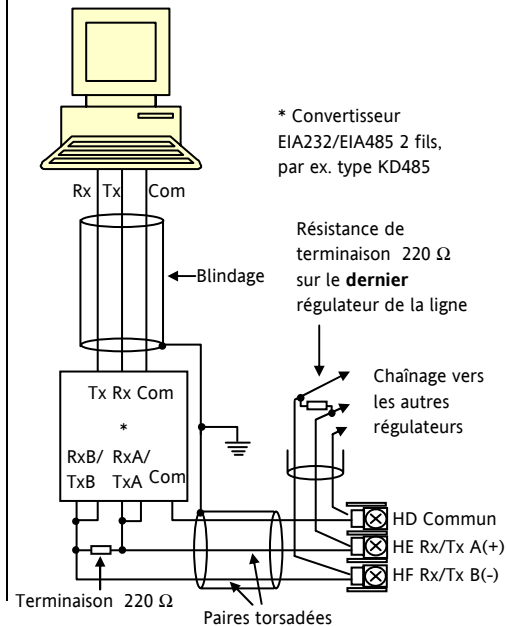 * Convertisseur
EIA232/EIA485 2 fils,
par ex. type KD485
Rx Tx Com
Résistance de
terminaison 220 Ω
sur le dernier
régulateur de la ligne
Blindage
Chaînage vers
les autres
régulateurs
Tx Rx Com
*
RxB/ RxA/
TxB TxA Com
HD Commun
HE Rx/Tx A(+)
HF Rx/Tx B(-)
Terminaison 220 Ω
Paires torsadées